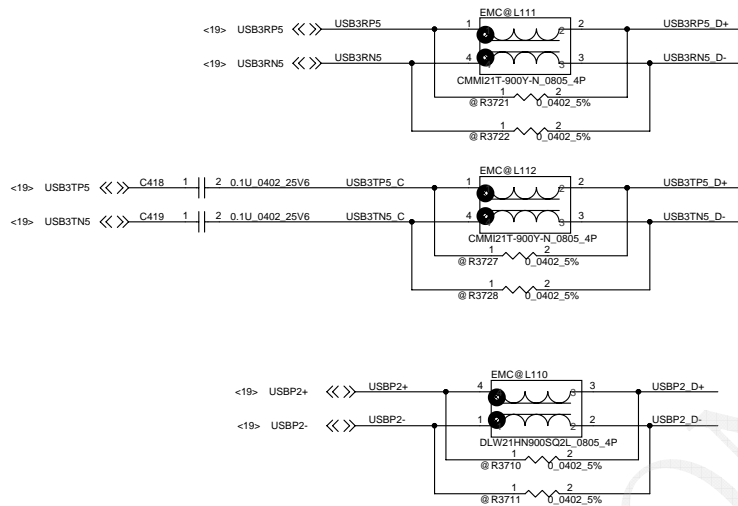 EMC@ L111
<19> USB3RP5 USB3RP5 1 2 2 USB3RP5_D+
<19> USB3RN5 USB3RN5 4 3 3 USB3RN5_D-
CMMI21T-900Y-N_0805_4P
1 2
@ R3721 0_0402_5%
1 2
@ R3722 0_0402_5%
EMC@ L112
<19> USB3TP5 C418 1 2 0.1U_0402_25V6 USB3TP5_C 1 2 2 USB3TP5_D+
<19> USB3TN5 C419 1 2 0.1U_0402_25V6 USB3TN5_C 4 3 3 USB3TN5_D-
CMMI21T-900Y-N_0805_4P
1 2
@ R3727 0_0402_5%
1 2
@ R3728 0_0402_5%
EMC@ L110
<19> USBP2+ USBP2+ 4 3 3 USBP2_D+
<19> USBP2- USBP2- 1 2 2 USBP2_D-
DLW21HN900SQ2L_0805_4P
1 2
@ R3710 0_0402_5%
1 2
@ R3711 0_0402_5%